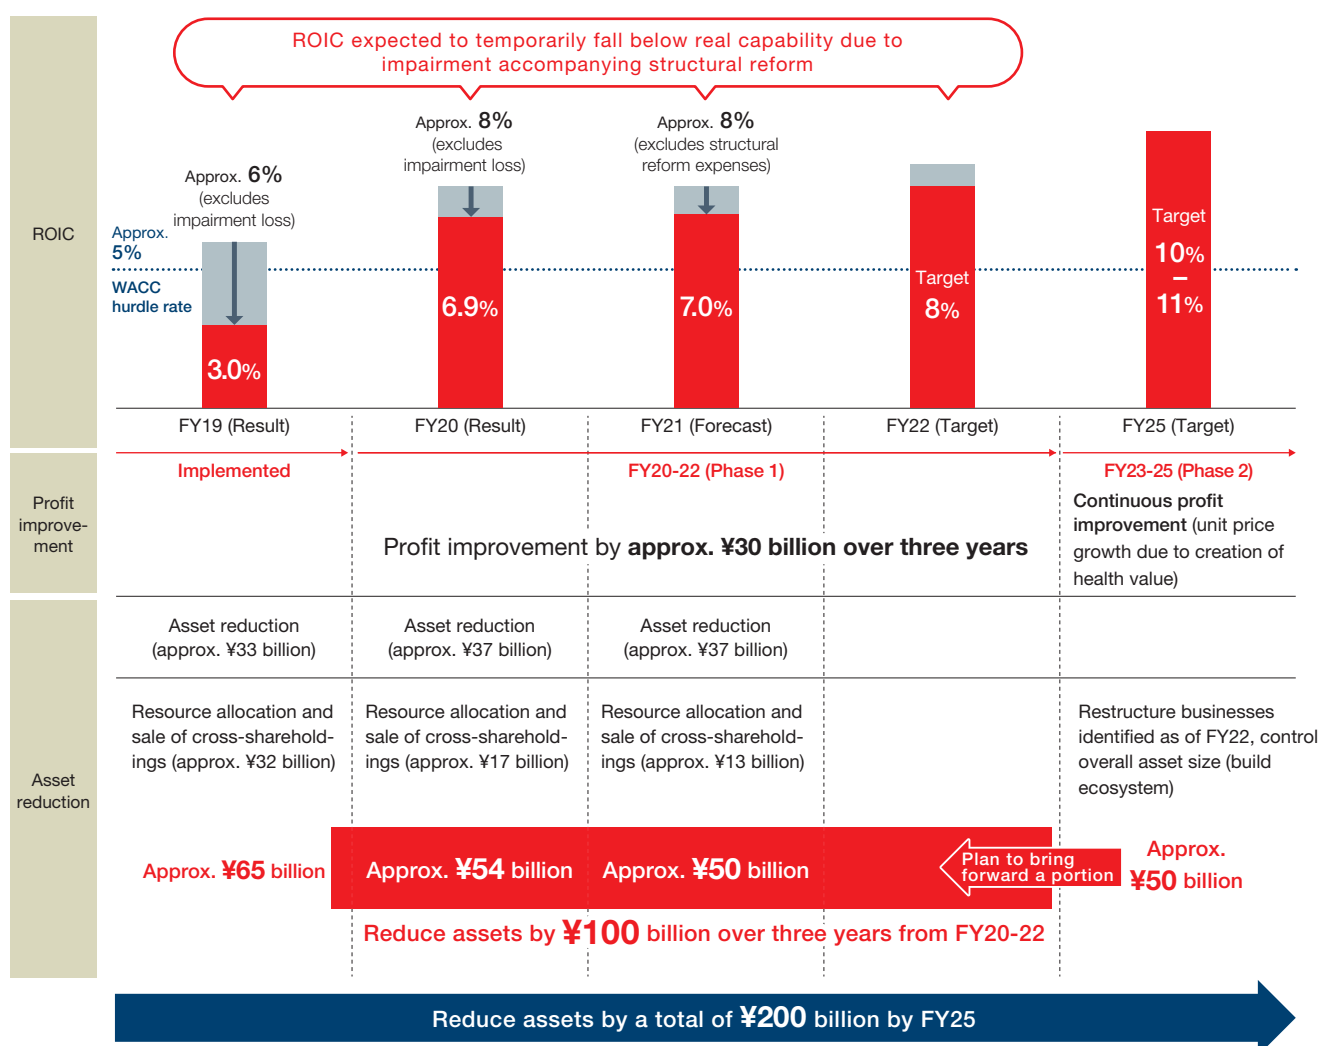 ROIC expected to temporarily fall below real capability due to
impairment accompanying structural reform
ROIC
Approx. 6%
(excludes
impairment loss)
Approx. 8%
(excludes
impairment loss)
Approx. 8%
(excludes structural
reform expenses)
Approx.
5%
WACC
hurdle rate
3.0%
6.9%
7.0%
Target
8%
Target
10%
–
11%
FY19 (Result)
FY20 (Result)
FY21 (Forecast)
FY22 (Target)
FY25 (Target)
Implemented
FY20-22 (Phase 1)
FY23-25 (Phase 2)
Profit
improve-
ment
Profit improvement by approx. ¥30 billion over three years
Continuous profit
improvement (unit price
growth due to creation of
health value)
Asset
reduction
Asset reduction
(approx. ¥33 billion)
Asset reduction
(approx. ¥37 billion)
Asset reduction
(approx. ¥37 billion)
Resource allocation and
sale of cross-sharehold-
ings (approx. ¥32 billion)
Resource allocation and
sale of cross-sharehold-
ings (approx. ¥17 billion)
Resource allocation and
sale of cross-sharehold-
ings (approx. ¥13 billion)
Restructure businesses
identified as of FY22, control
overall asset size (build
ecosystem)
Approx. ¥65 billion
Approx. ¥54 billion
Approx. ¥50 billion
Plan to bring
forward a portion
Approx.
¥50 billion
Reduce assets by ¥100 billion over three years from FY20-22
Reduce assets by a total of ¥200 billion by FY25